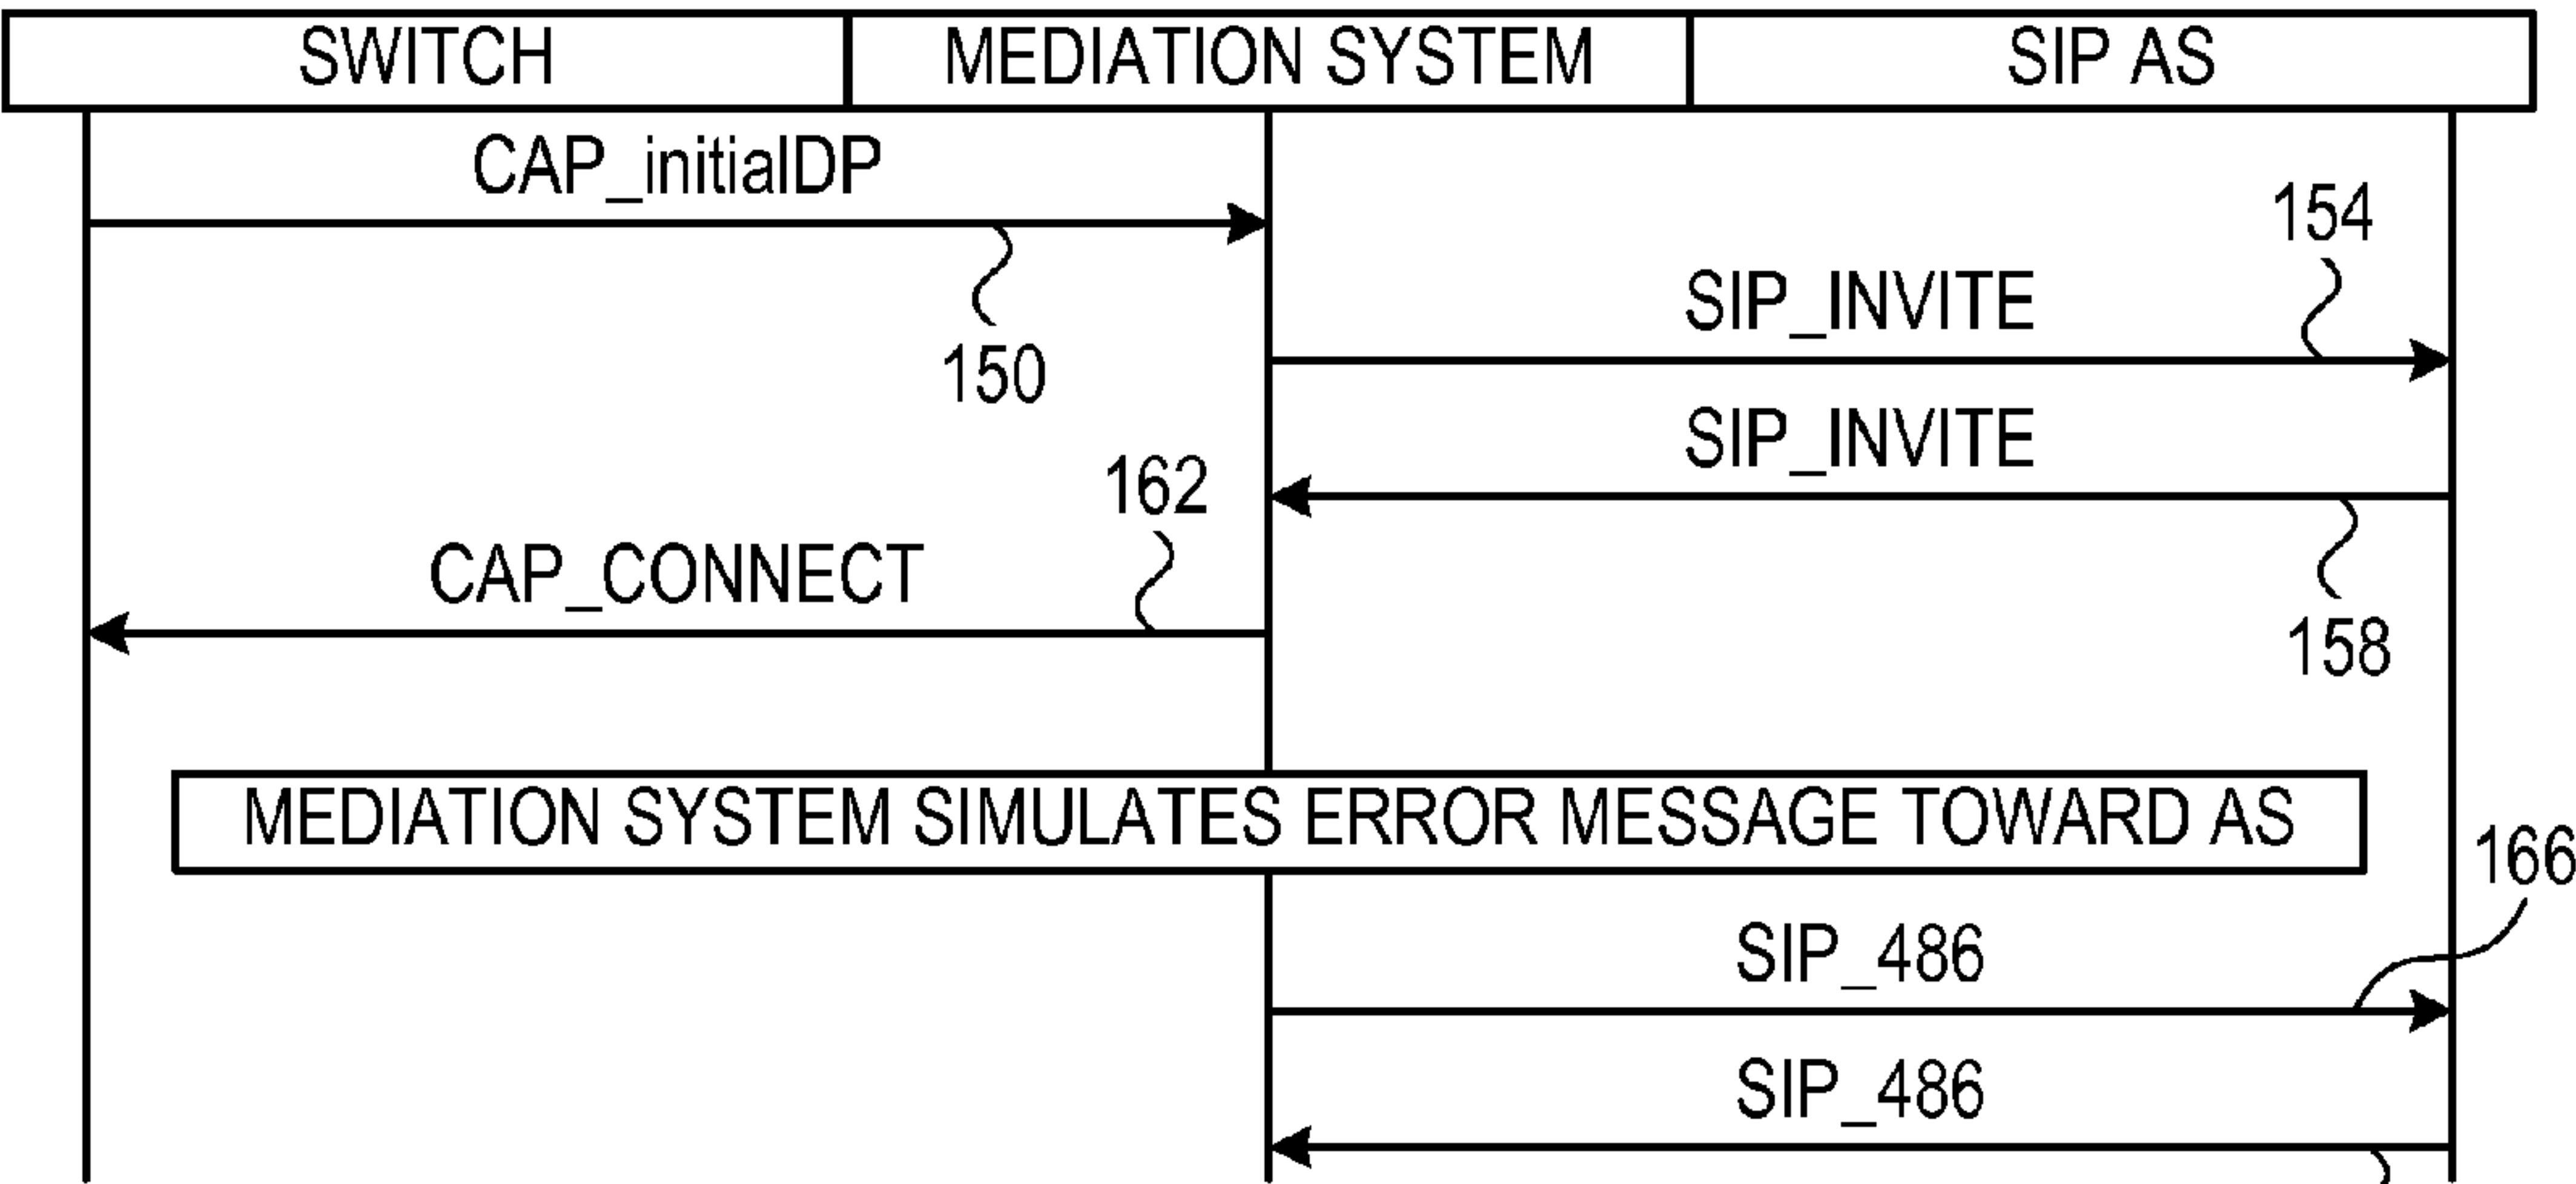 SWITCH
MEDIATION SYSTEM
SIP AS
CAP_initialDP
150
154
SIP_INVITE
SIP_INVITE
158
162
CAP_CONNECT
MEDIATION SYSTEM SIMULATES ERROR MESSAGE TOWARD AS
166
SIP_486
SIP_486